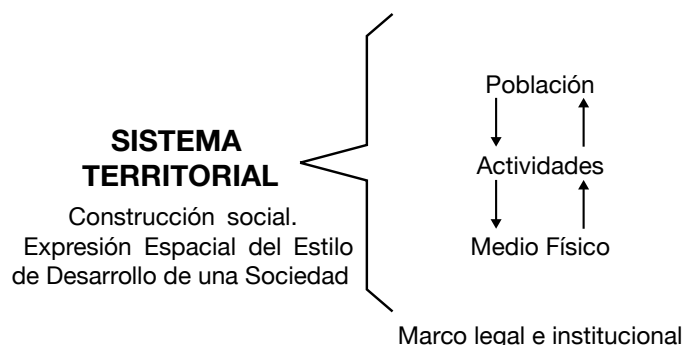 SISTEMA
TERRITORIAL
Construcción social.
Expresión Espacial del Estilo
de Desarrollo de una Sociedad
Población
Actividades
Medio Físico
Marco legal e institucional